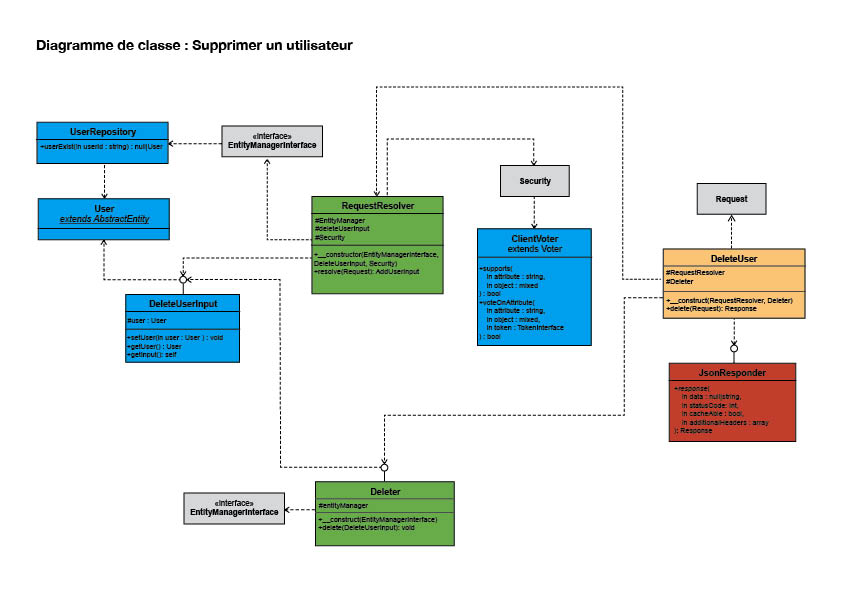 Diagramme de classe : Supprimer un utilisateur
UserRepository
+userExist(in userId : string) : null|User
«Interface»
EntityManagerInterface
User
extends AbstractEntity
RequestResolver
#EntityManager
#deleteUserInput
#Security
+__constructor(EntityManagerInterface,
DeleteUserInput, Security)
+resolve(Request): AddUserInput
Security
ClientVoter
extends Voter
+supports(
in attribute : string,
in object : mixed
) : bool
+voteOnAttribute(
in attribute : string,
in object : mixed,
in token : TokenInterface
) : bool
Request
DeleteUser
#RequestResolver
#Deleter
+__construct(RequestResolver, Deleter)
+delete(Request): Response
DeleteUserInput
#user : User
+setUser(in user : User ) : void
+getUser() : User
+getInput(): self
JsonResponder
+response(
in data : null|string,
in statusCode: int,
in cacheAble : bool,
in additionalHeaders : array
): Response
«Interface»
EntityManagerInterface
Deleter
#entityManager
+__construct(EntityManagerInterface)
+delete(DeleteUserInput): void